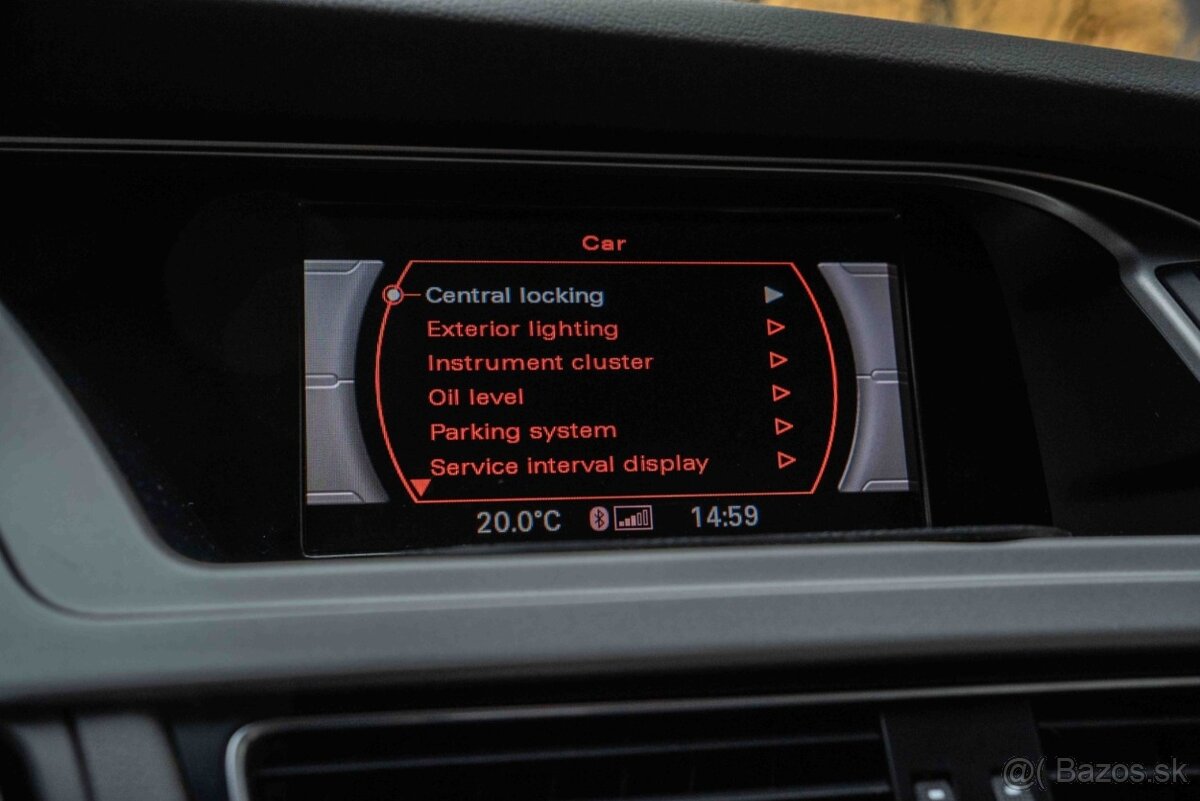 Car
Central locking
Exterior lighting
Instrument cluster
Oil level
Parking system
Service interval display
20.0°C 14:59
@( Bazos.sk